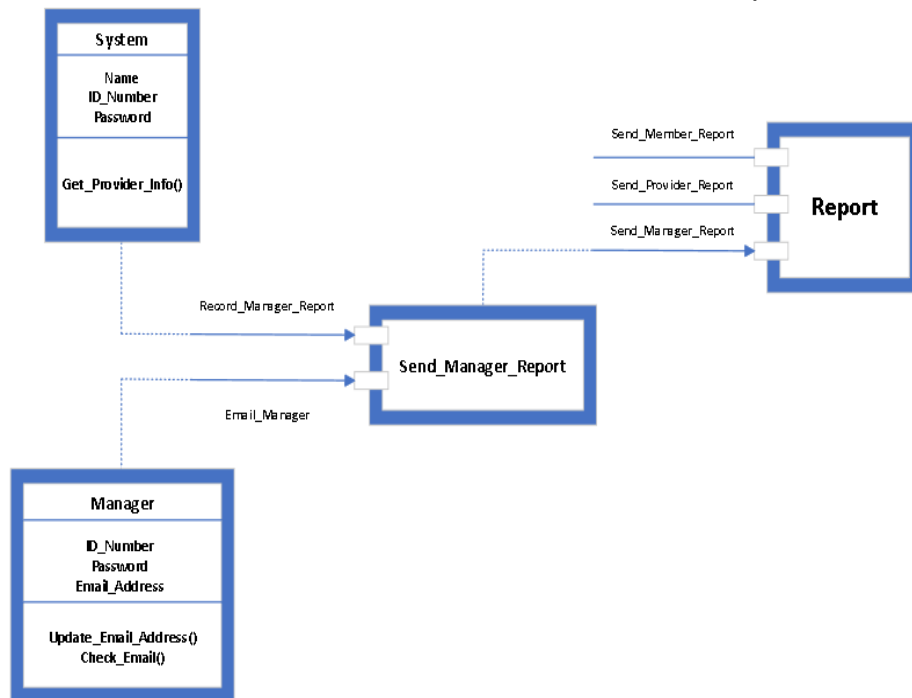 System
Name
ID_Number
Password
Get_Provider_Info()
Send_Member_Report
Send_Provider_Report
Send_Manager_Report
Report
Record_Manager_Report
Send_Manager_Report
Email_Manager
Manager
ID_Number
Password
Email_Address
Update_Email_Address()
Check_Email()